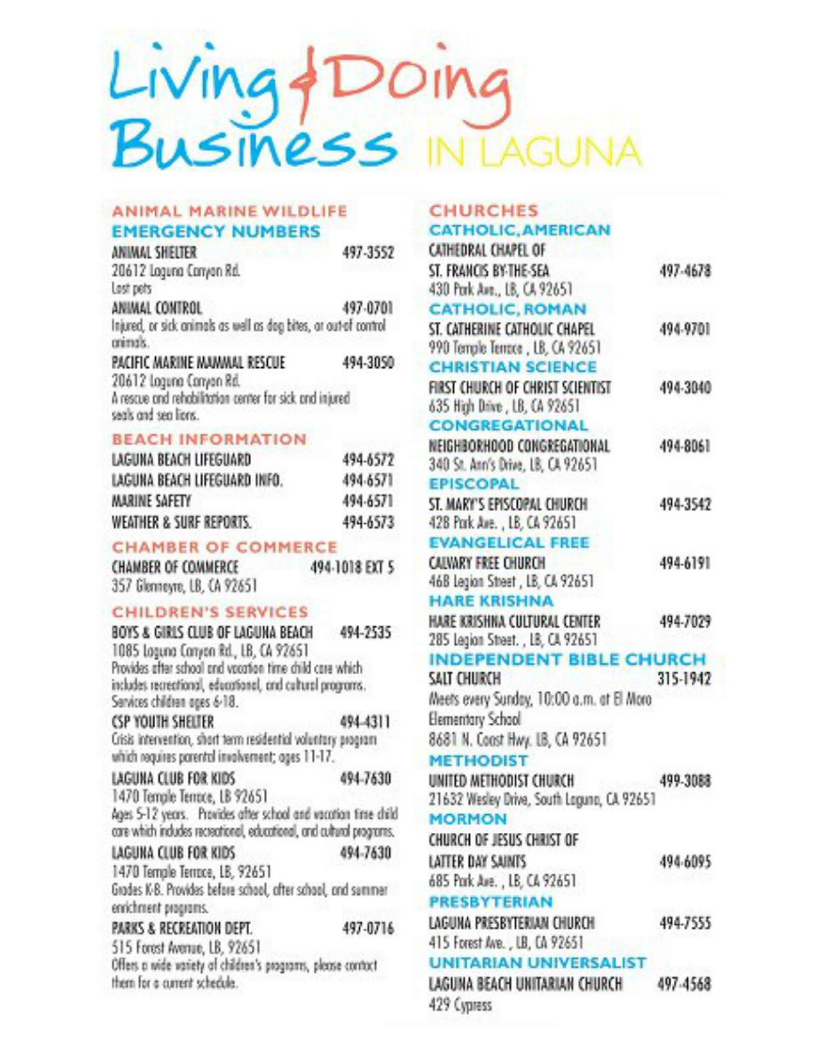 Living & Doing
Business IN LAGUNA
ANIMAL MARINE WILDLIFE
EMERGENCY NUMBERS
ANIMAL SHELTER 497-3552
20612 Laguna Canyon Rd.
Lost pets
ANIMAL CONTROL 497-0701
Injured, or sick animals as well as dog bites, or out-of control
animals.
PACIFIC MARINE MAMMAL RESCUE 494-3050
20612 Laguna Canyon Rd.
A rescue and rehabilitation center for sick and injured
seals and sea lions.
BEACH INFORMATION
LAGUNA BEACH LIFEGUARD 494-6572
LAGUNA BEACH LIFEGUARD INFO. 494-6571
MARINE SAFETY 494-6571
WEATHER & SURF REPORTS. 494-6573
CHAMBER OF COMMERCE
CHAMBER OF COMMERCE 494-1018 EXT 5
357 Glenneyre, LB, CA 92651
CHILDREN'S SERVICES
BOYS & GIRLS CLUB OF LAGUNA BEACH 494-2535
1085 Laguna Canyon Rd., LB, CA 92651
Provides after school and vacation time child care which
includes recreational, educational, and cultural programs.
Services children ages 6-18.
CSP YOUTH SHELTER 494-4311
Crisis intervention, short term residential voluntary program
which requires parental involvement; ages 11-17.
LAGUNA CLUB FOR KIDS 494-7630
1470 Temple Terrace, LB 92651
Ages 5-12 years. Provides after school and vacation time child
care which includes recreational, educational, and cultural programs.
LAGUNA CLUB FOR KIDS 494-7630
1470 Temple Terrace, LB, 92651
Grades K-8. Provides before school, after school, and summer
enrichment programs.
PARKS & RECREATION DEPT. 497-0716
515 Forest Avenue, LB, 92651
Offers a wide variety of children's programs, please contact
them for a current schedule.
CHURCHES
CATHOLIC, AMERICAN
CATHEDRAL CHAPEL OF
ST. FRANCIS BY-THE-SEA 497-4678
430 Park Ave., LB, CA 92651
CATHOLIC, ROMAN
ST. CATHERINE CATHOLIC CHAPEL 494-9701
990 Temple Terrace , LB, CA 92651
CHRISTIAN SCIENCE
FIRST CHURCH OF CHRIST SCIENTIST 494-3040
635 High Drive , LB, CA 92651
CONGREGATIONAL
NEIGHBORHOOD CONGREGATIONAL 494-8061
340 St. Ann's Drive, LB, CA 92651
EPISCOPAL
ST. MARY'S EPISCOPAL CHURCH 494-3542
428 Park Ave. , LB, CA 92651
EVANGELICAL FREE
CALVARY FREE CHURCH 494-6191
468 Legion Street , LB, CA 92651
HARE KRISHNA
HARE KRISHNA CULTURAL CENTER 494-7029
285 Legion Street. , LB, CA 92651
INDEPENDENT BIBLE CHURCH
SALT CHURCH 315-1942
Meets every Sunday, 10:00 a.m. at El Moro
Elementary School
8681 N. Coast Hwy. LB, CA 92651
METHODIST
UNITED METHODIST CHURCH 499-3088
21632 Wesley Drive, South Laguna, CA 92651
MORMON
CHURCH OF JESUS CHRIST OF
LATTER DAY SAINTS 494-6095
685 Park Ave. , LB, CA 92651
PRESBYTERIAN
LAGUNA PRESBYTERIAN CHURCH 494-7555
415 Forest Ave. , LB, CA 92651
UNITARIAN UNIVERSALIST
LAGUNA BEACH UNITARIAN CHURCH 497-4568
429 Cypress